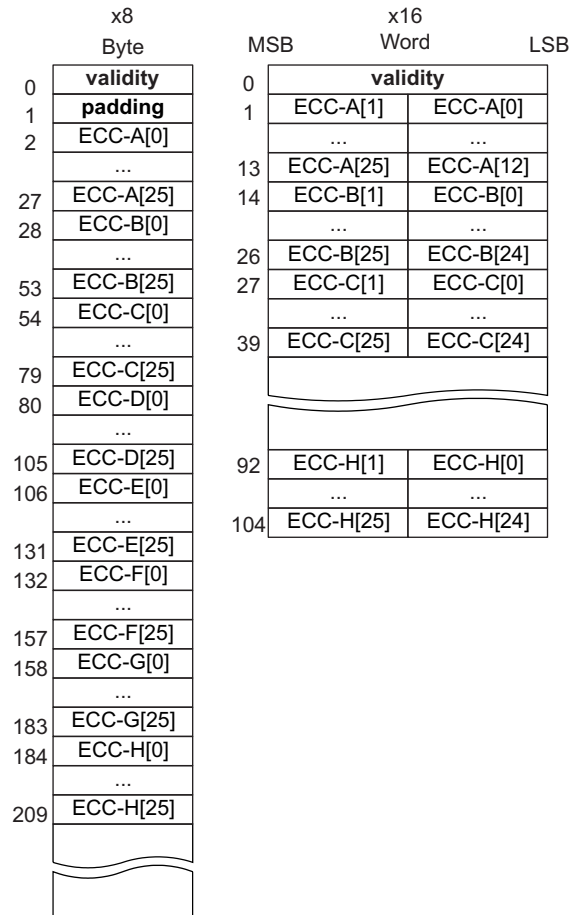 x8
Byte
0 validity
1 padding
2 ECC-A[0]
...
27 ECC-A[25]
28 ECC-B[0]
...
53 ECC-B[25]
54 ECC-C[0]
...
79 ECC-C[25]
80 ECC-D[0]
...
105 ECC-D[25]
106 ECC-E[0]
...
131 ECC-E[25]
132 ECC-F[0]
...
157 ECC-F[25]
158 ECC-G[0]
...
183 ECC-G[25]
184 ECC-H[0]
...
209 ECC-H[25]
x16
MSB Word LSB
0 validity
1 ECC-A[1] ECC-A[0]
... ...
13 ECC-A[25] ECC-A[12]
14 ECC-B[1] ECC-B[0]
... ...
26 ECC-B[25] ECC-B[24]
27 ECC-C[1] ECC-C[0]
... ...
39 ECC-C[25] ECC-C[24]
92 ECC-H[1] ECC-H[0]
... ...
104 ECC-H[25] ECC-H[24]